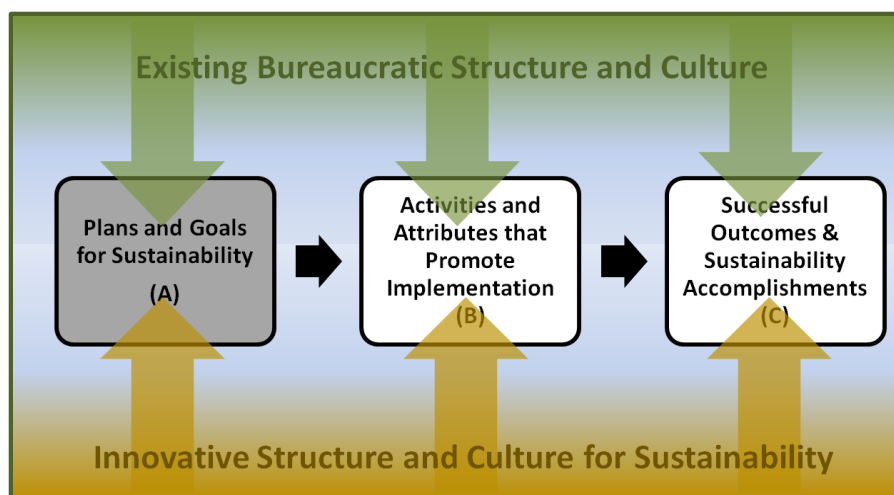 Existing Bureaucratic Structure and Culture
Plans and Goals
for Sustainability
(A)
Activities and
Attributes that
Promote
Implementation
(B)
Successful
Outcomes &
Sustainability
Accomplishments
(C)
Innovative Structure and Culture for Sustainability